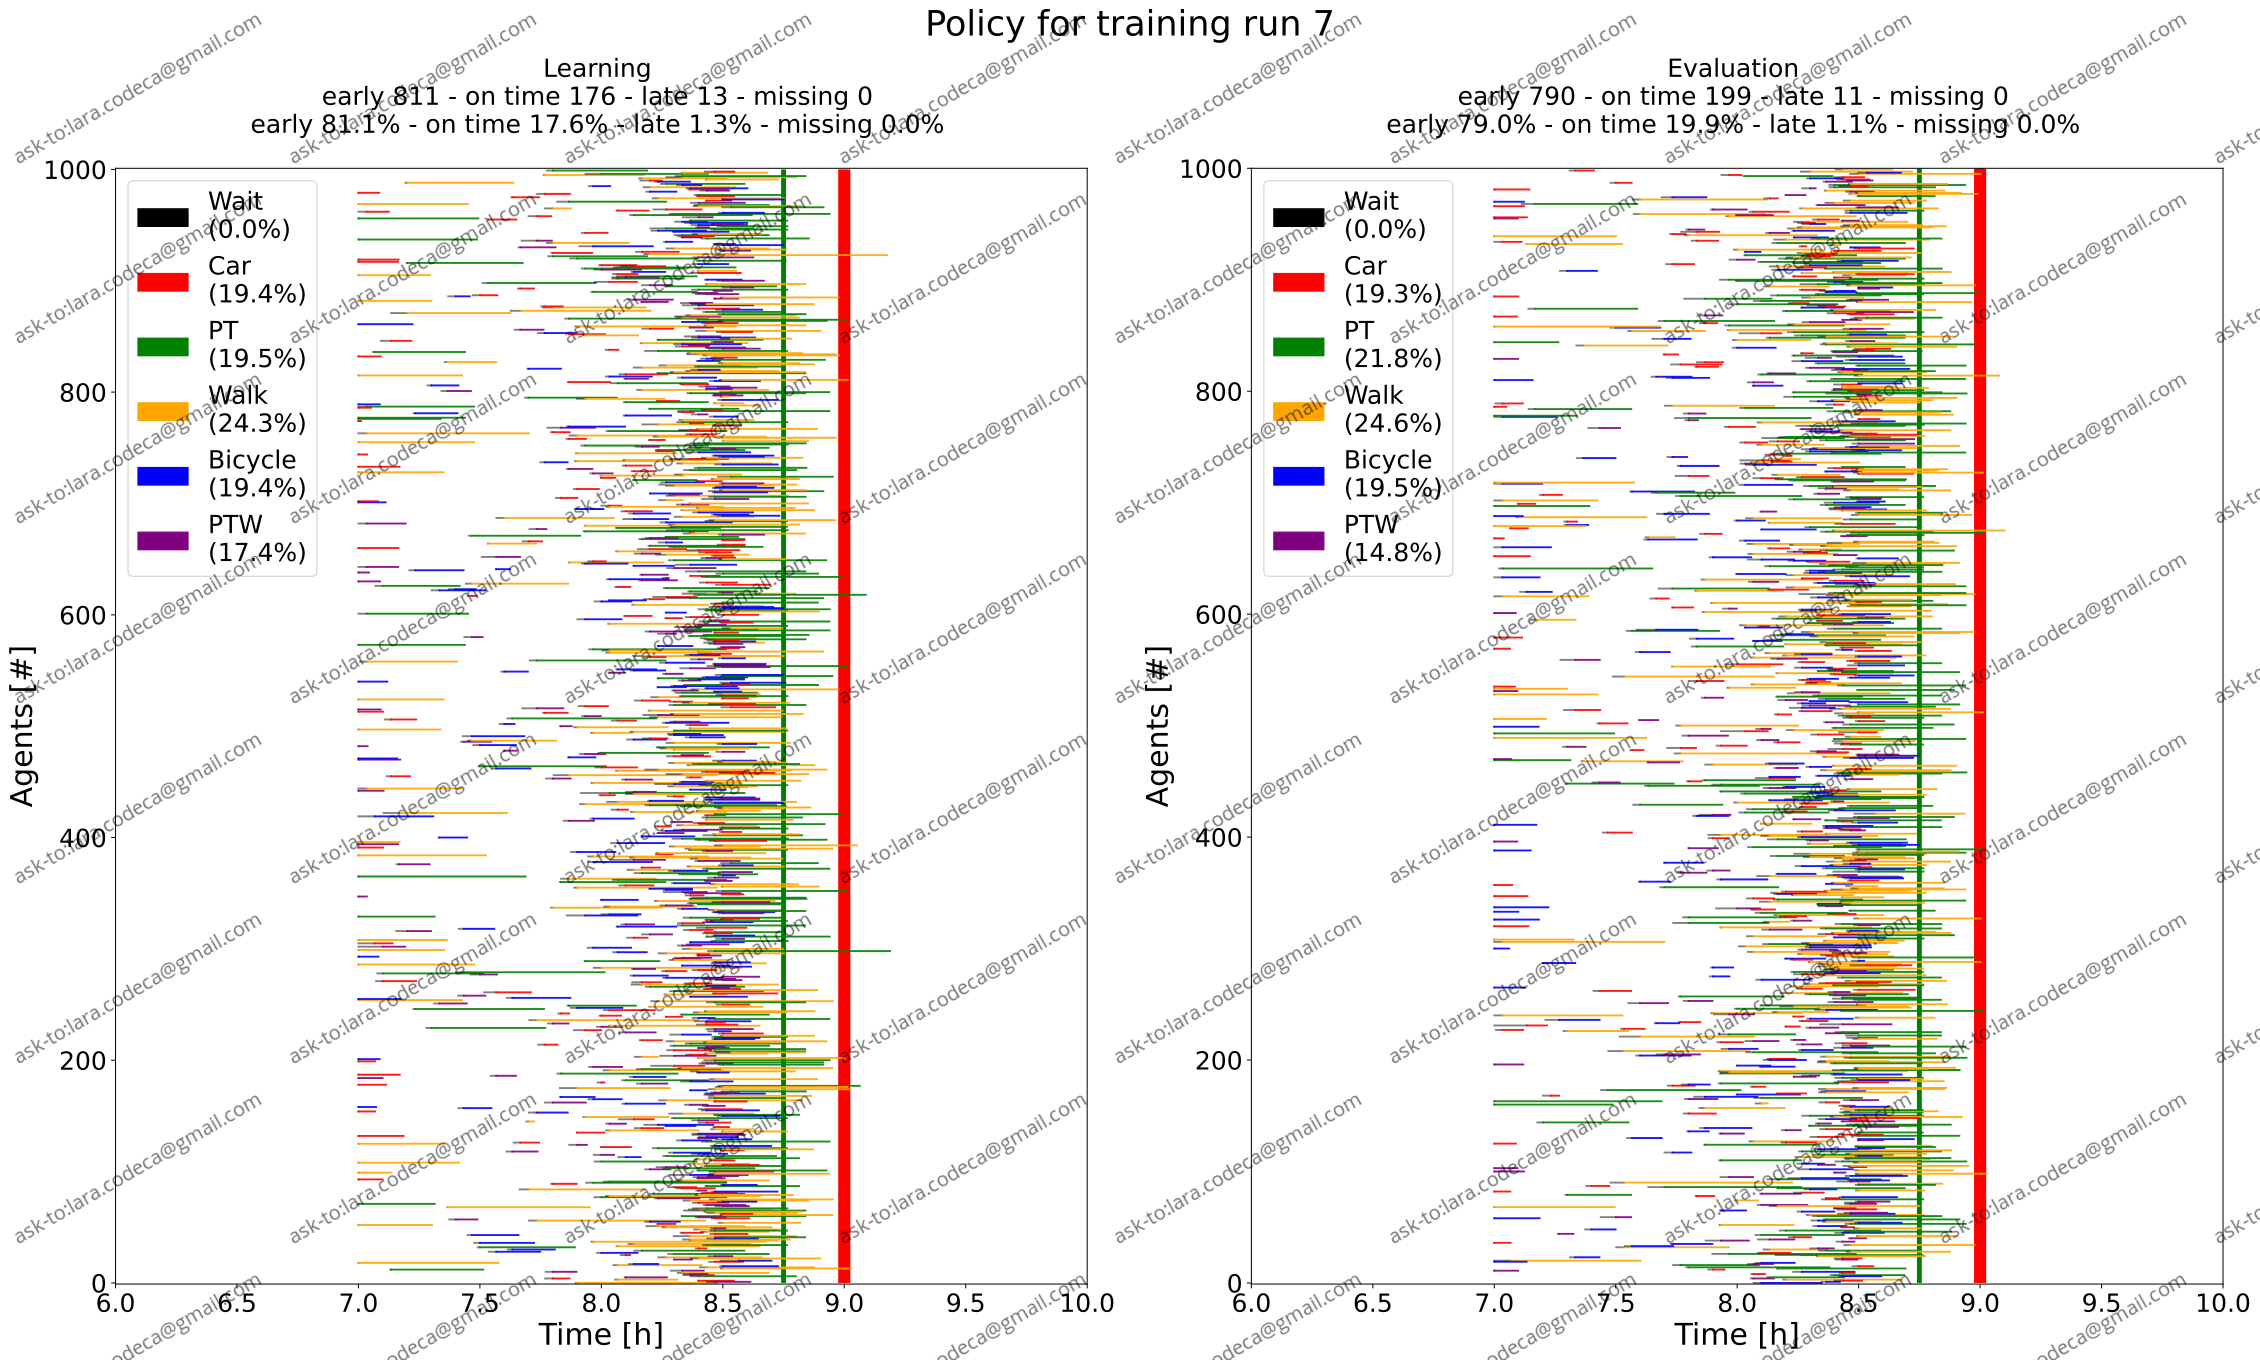 Policy for training run 7
Learning
early 811 - on time 176 - late 13 - missing 0
early 81.1% - on time 17.6% - late 1.3% - missing 0.0%
Agents [#]
1000
800
600
400
200
0
Wait
(0.0%)
Car
(19.4%)
PT
(19.5%)
Walk
(24.3%)
Bicycle
(19.4%)
PTW
(17.4%)
6.0 6.5 7.0 7.5 8.0 8.5 9.0 9.5 10.0
Time [h]
Evaluation
early 790 - on time 199 - late 11 - missing 0
early 79.0% - on time 19.9% - late 1.1% - missing 0.0%
Agents [#]
1000
800
600
400
200
0
Wait
(0.0%)
Car
(19.3%)
PT
(21.8%)
Walk
(24.6%)
Bicycle
(19.5%)
PTW
(14.8%)
6.0 6.5 7.0 7.5 8.0 8.5 9.0 9.5 10.0
Time [h]
ask-to:lara.codeca@gmail.com